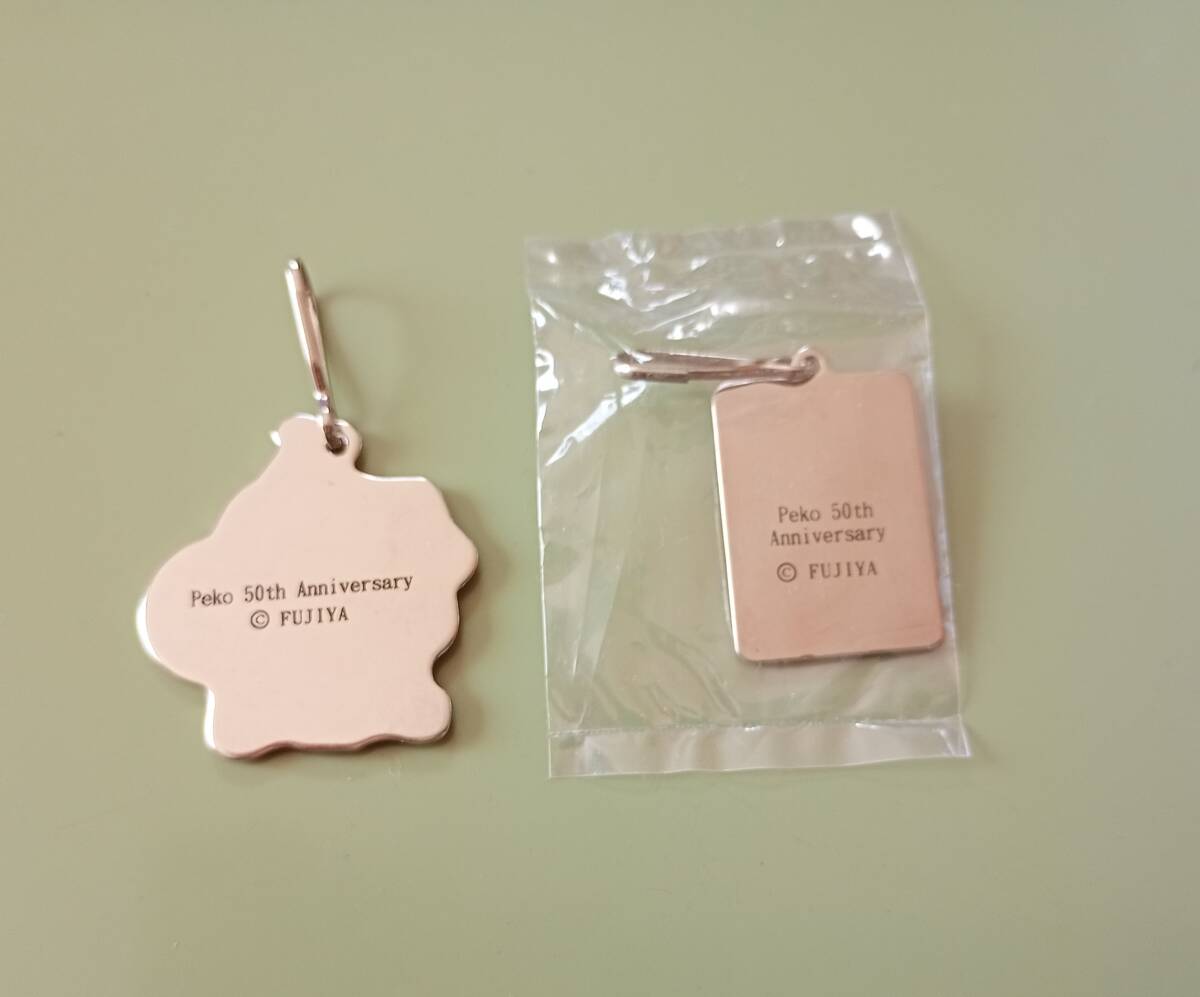 Peko 50th Anniversary
© FUJIYA
Peko 50th
Anniversary
© FUJIYA